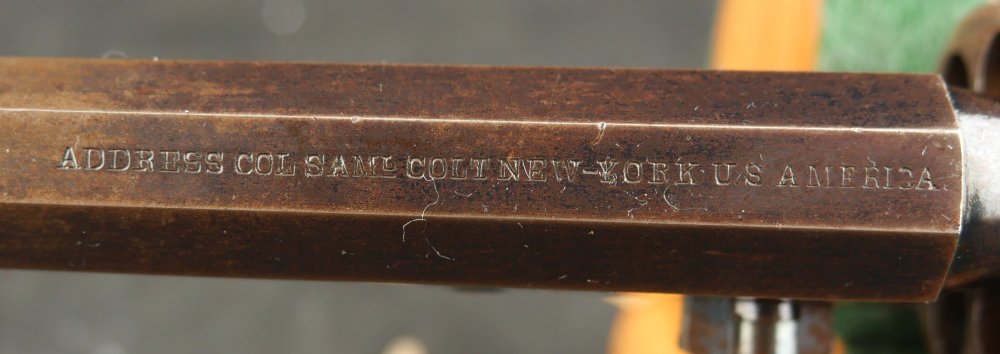 ADDRESS COL SAML COLT NEW-YORK U S AMERICA